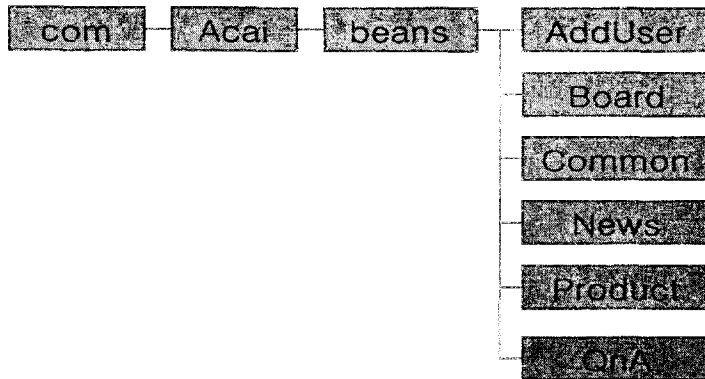 com Acai beans AddUser
Board
Common
News
Product
QnA